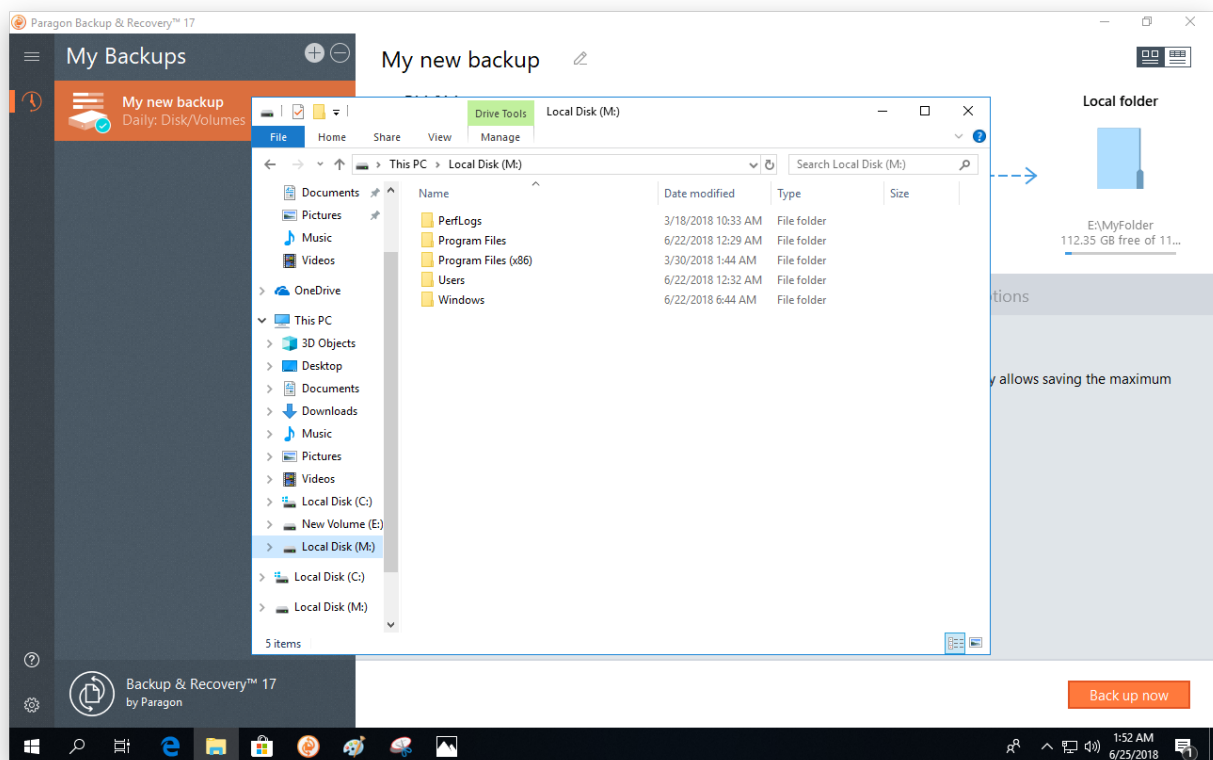 Paragon Backup & Recovery™ 17
My Backups
My new backup
My new backup
Daily: Disk/Volumes
Local folder
E:\MyFolder
112.35 GB free of 11...
Drive Tools
Local Disk (M:)
File
Home
Share
View
Manage
This PC > Local Disk (M:)
Search Local Disk (M:)
Documents
Pictures
Music
Videos
OneDrive
This PC
3D Objects
Desktop
Documents
Downloads
Music
Pictures
Videos
Local Disk (C:)
New Volume (E:)
Local Disk (M:)
Local Disk (C:)
Local Disk (M:)
Name Date modified Type Size
PerfLogs 3/18/2018 10:33 AM File folder
Program Files 6/22/2018 12:29 AM File folder
Program Files (x86) 3/30/2018 1:44 AM File folder
Users 6/22/2018 12:32 AM File folder
Windows 6/22/2018 6:44 AM File folder
5 items
tions
y allows saving the maximum
Backup & Recovery™ 17
by Paragon
Back up now
1:52 AM
6/25/2018
1